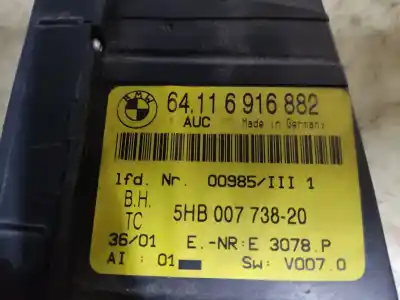 BMW
64.11 6 916 882
AUC Made in Germany
lfd. Nr. 00985/III 1
B.H.
TC 5HB 007 738-20
36/01 E.-NR:E 3078.P
AI : 01 SW: V007.0